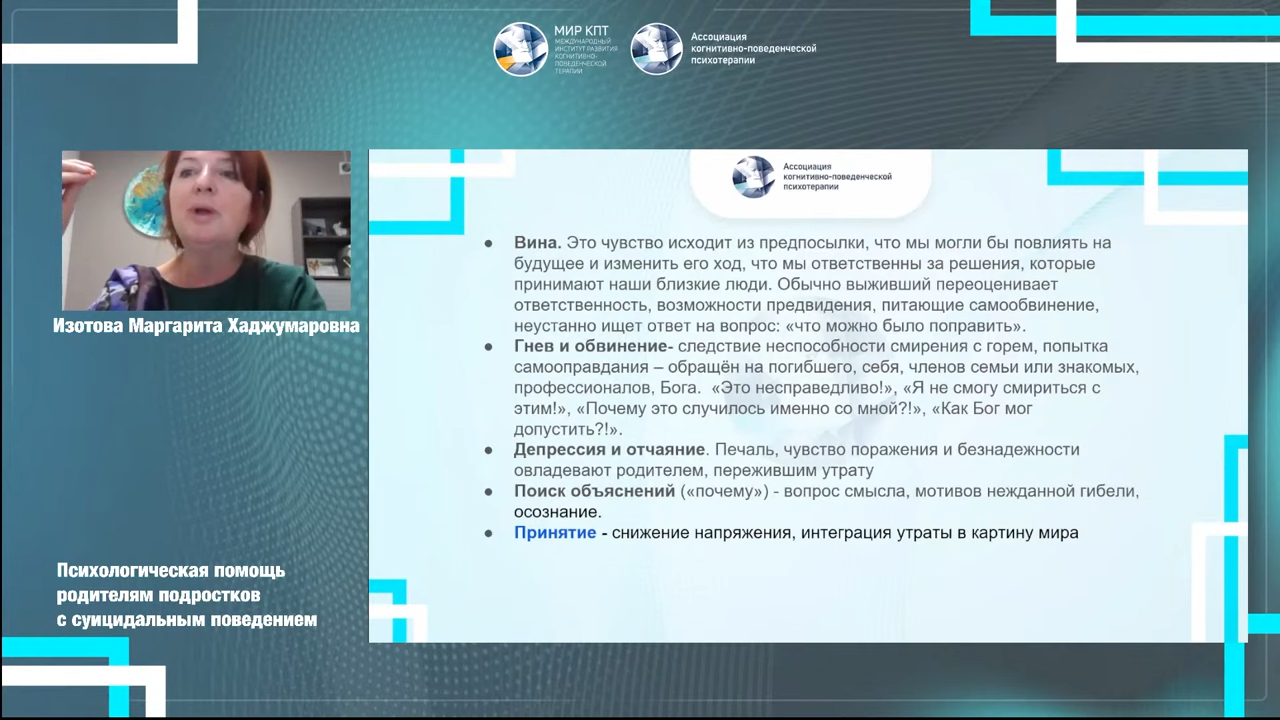 МИР КПТ
МЕЖДУНАРОДНЫЙ
ИНСТИТУТ РАЗВИТИЯ
КОГНИТИВНО-
ПОВЕДЕНЧЕСКОЙ
ТЕРАПИИ
Ассоциация
когнитивно-поведенческой
психотерапии
Ассоциация
когнитивно-поведенческой
психотерапии
Изотова Маргарита Хаджумаровна
• Вина. Это чувство исходит из предпосылки, что мы могли бы повлиять на
будущее и изменить его ход, что мы ответственны за решения, которые
принимают наши близкие люди. Обычно выживший переоценивает
ответственность, возможности предвидения, питающие самообвинение,
неустанно ищет ответ на вопрос: «что можно было поправить».
• Гнев и обвинение- следствие неспособности смирения с горем, попытка
самооправдания – обращён на погибшего, себя, членов семьи или знакомых,
профессионалов, Бога. «Это несправедливо!», «Я не смогу смириться с
этим!», «Почему это случилось именно со мной?!», «Как Бог мог
допустить?!».
• Депрессия и отчаяние. Печаль, чувство поражения и безнадежности
овладевают родителем, пережившим утрату
• Поиск объяснений («почему») - вопрос смысла, мотивов нежданной гибели,
осознание.
• Принятие - снижение напряжения, интеграция утраты в картину мира
Психологическая помощь
родителям подростков
с суицидальным поведением